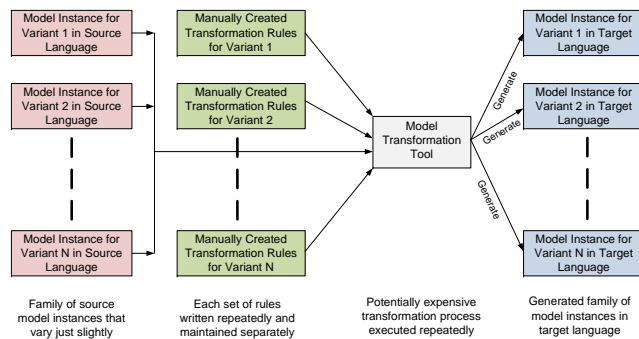 Model Instance for
Variant 1 in Source
Language
Manually Created
Transformation Rules
for Variant 1
Model Instance for
Variant 1 in Target
Language
Model Instance for
Variant 2 in Source
Language
Manually Created
Transformation Rules
for Variant 2
Model
Transformation
Tool
Generate
Generate
Generate
Model Instance for
Variant 2 in Target
Language
Model Instance for
Variant N in Source
Language
Manually Created
Transformation Rules
for Variant N
Model Instance for
Variant N in Target
Language
Family of source
model instances that
vary just slightly
Each set of rules
written repeatedly and
maintained separately
Potentially expensive
transformation process
executed repeatedly
Generated family of
model instances in
target language